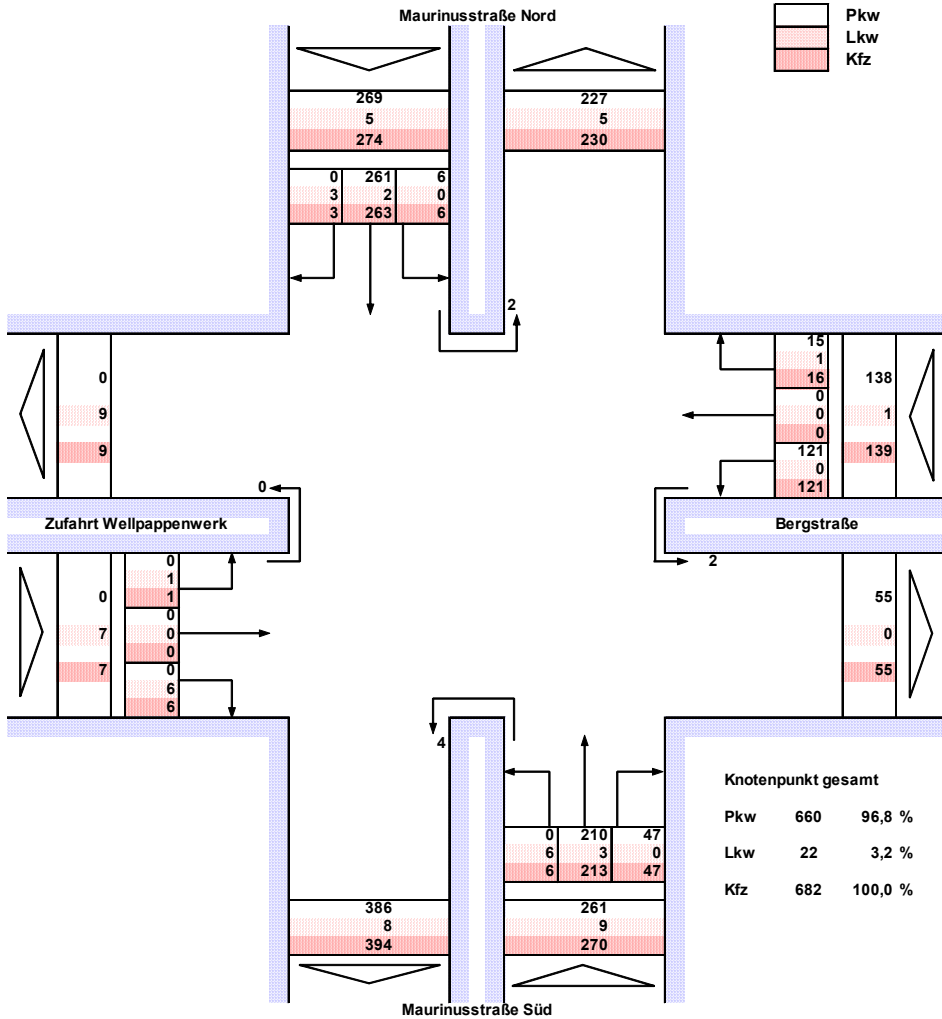 Maurinusstraße Nord
Pkw
Lkw
Kfz
269
5
274
227
5
230
0 261 6
3 2 0
3 263 6
2
0
9
9
15
1
16
0
0
0
121
0
121
138
1
139
0
Zufahrt Wellpappenwerk
Bergstraße
2
0
7
7
0
1
1
0
0
0
0
6
6
55
0
55
4
Knotenpunkt gesamt
Pkw 660 96,8 %
Lkw 22 3,2 %
Kfz 682 100,0 %
0 210 47
6 3 0
6 213 47
386
8
394
261
9
270
Maurinusstraße Süd